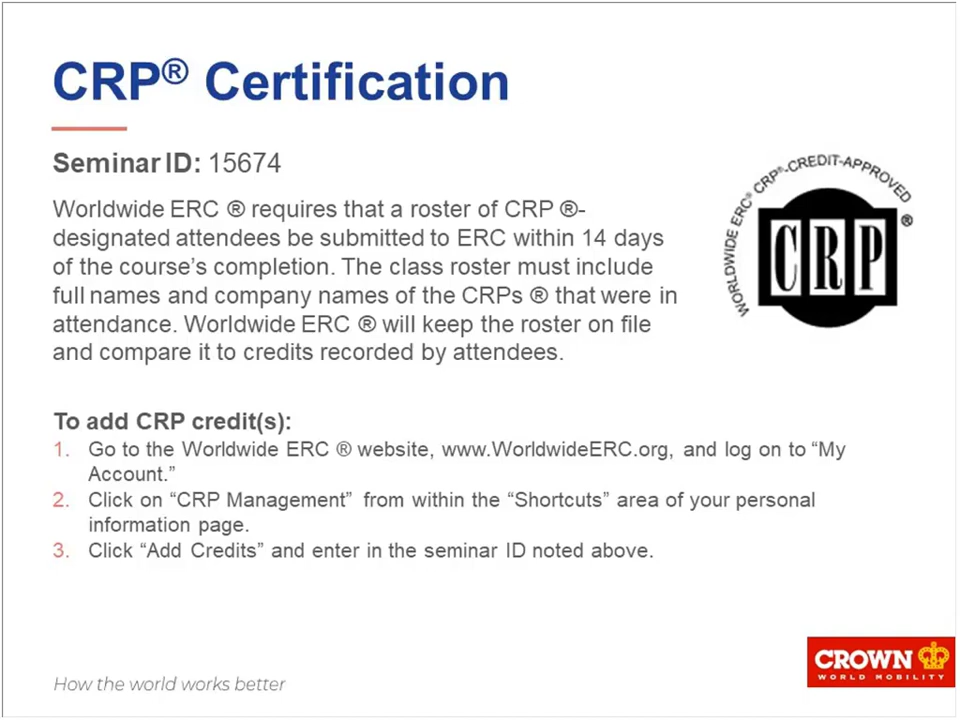 CRP® Certification
Seminar ID: 15674
Worldwide ERC ® requires that a roster of CRP ®-
designated attendees be submitted to ERC within 14 days
of the course’s completion. The class roster must include
full names and company names of the CRPs ® that were in
attendance. Worldwide ERC ® will keep the roster on file
and compare it to credits recorded by attendees.
WORLDWIDE ERC® CRP®-CREDIT-APPROVED
CRP®
To add CRP credit(s):
1. Go to the Worldwide ERC ® website, www.WorldwideERC.org, and log on to “My
Account.”
2. Click on “CRP Management” from within the “Shortcuts” area of your personal
information page.
3. Click “Add Credits” and enter in the seminar ID noted above.
How the world works better
CROWN
WORLD MOBILITY